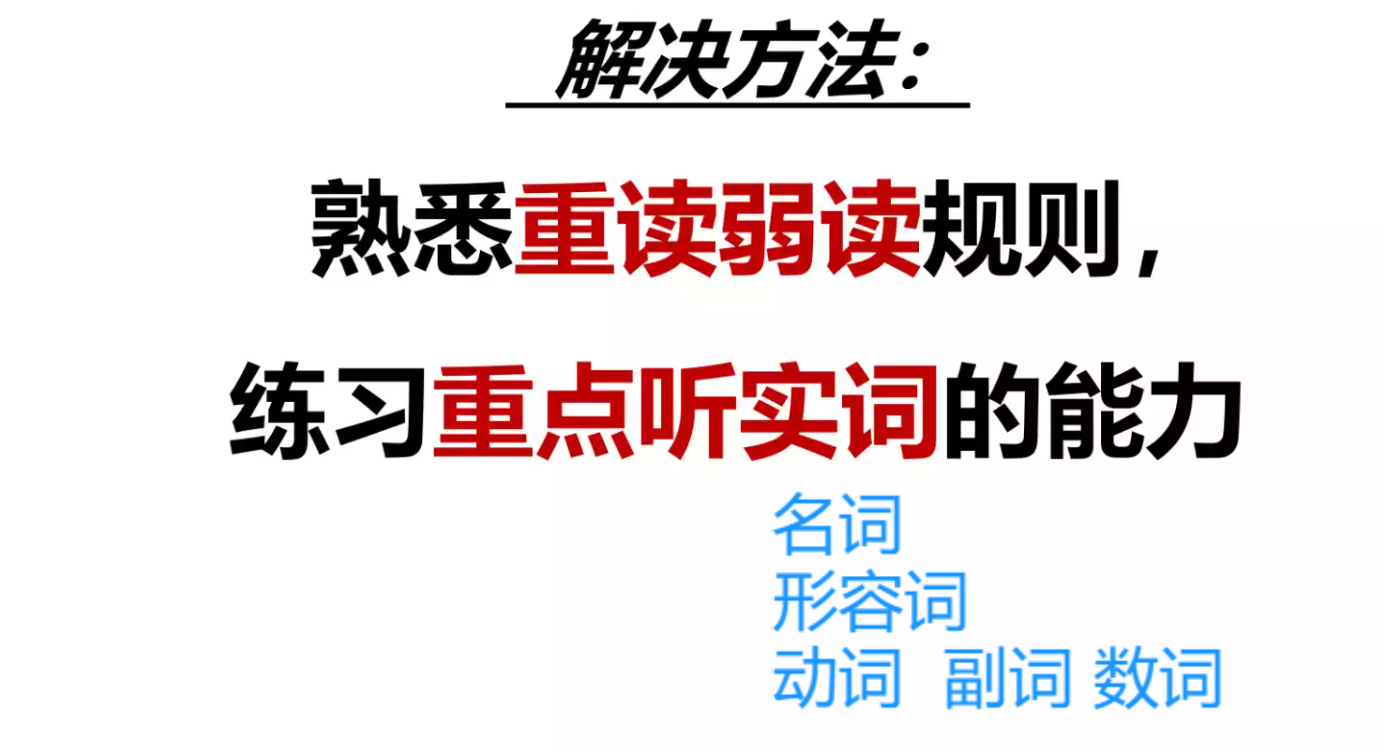 解决方法：
熟悉重读弱读规则，
练习重点听实词的能力
名词
形容词
动词 副词 数词